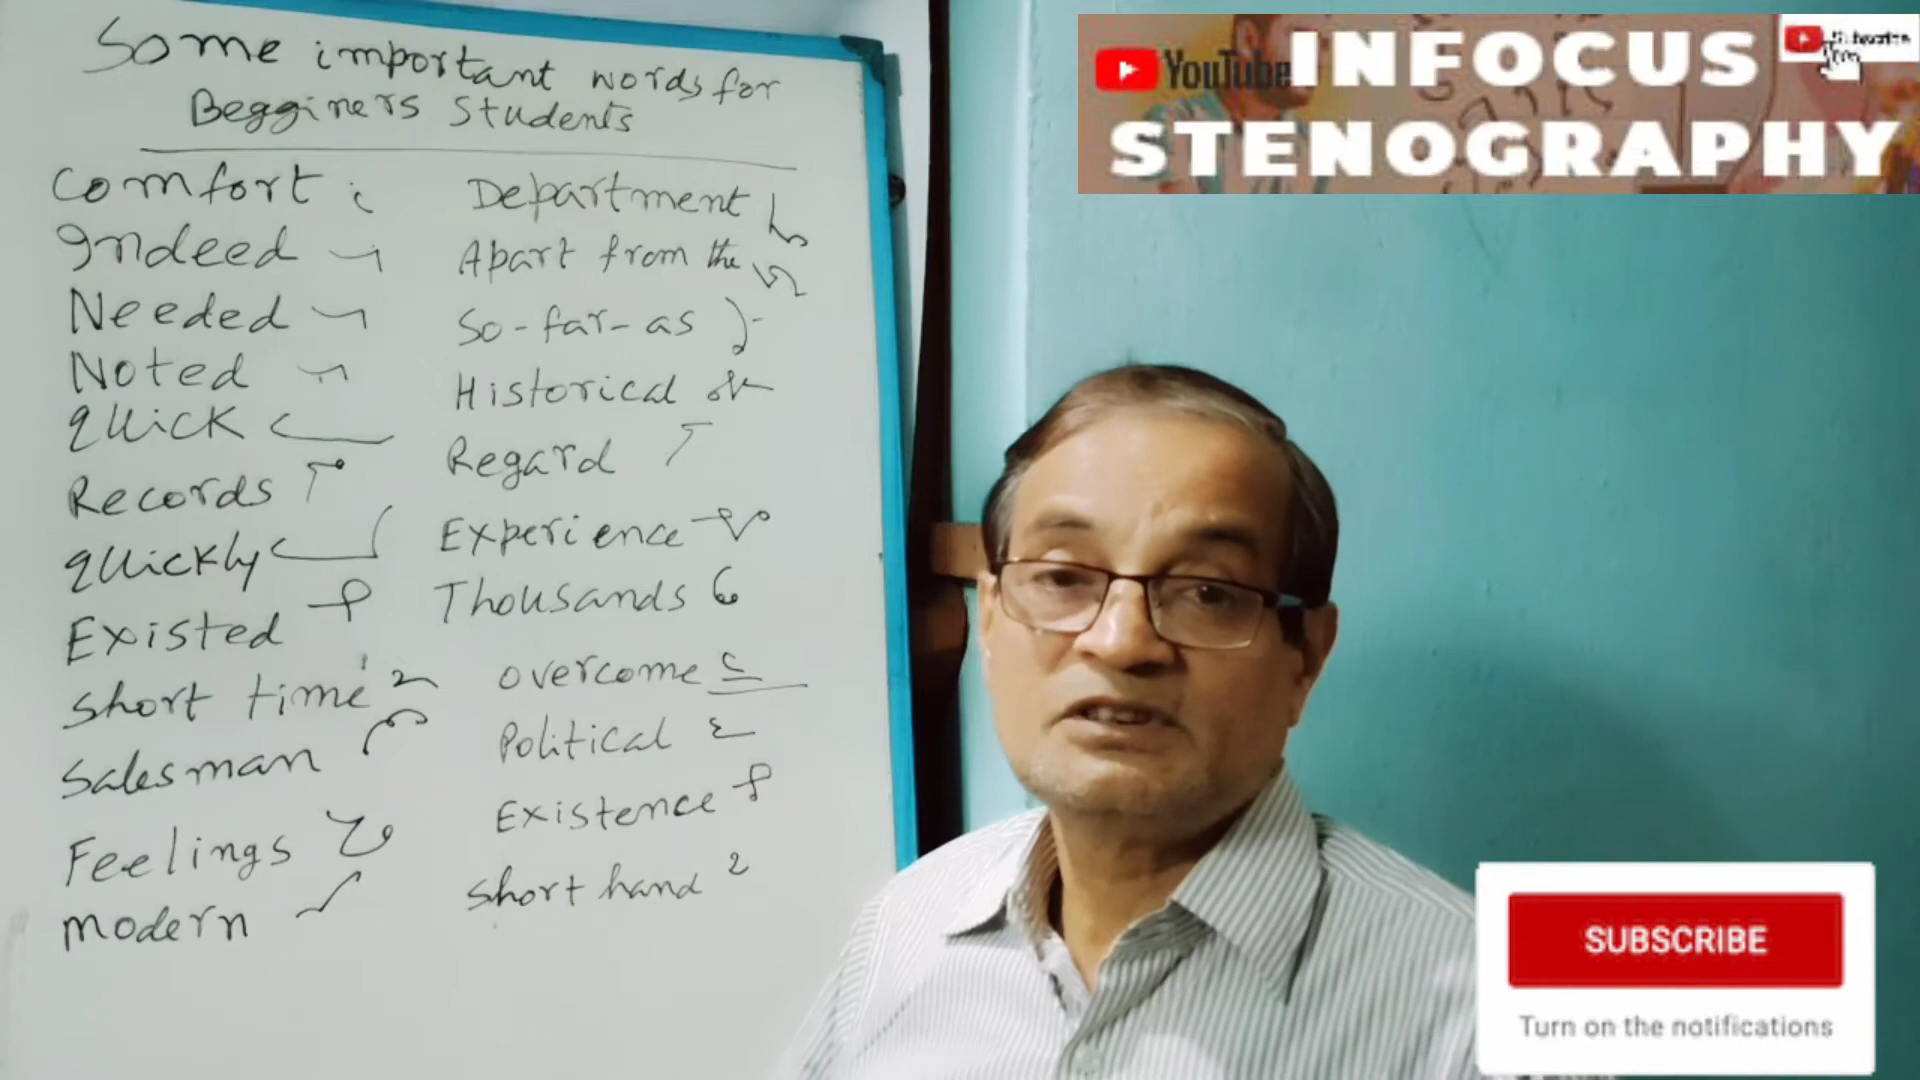 Some important words for
Begginers Students
Comfort
Indeed
Needed
Noted
quick
Records
quickly
Existed
Short time
Salesman
Feelings
Modern
Department
Apart from the
So-far-as
Historical
Regard
Experience
Thousands
overcome
Political
Existence
Short hand
YouTube
INFOCUS
STENOGRAPHY
Subscribe
SUBSCRIBE
Turn on the notifications